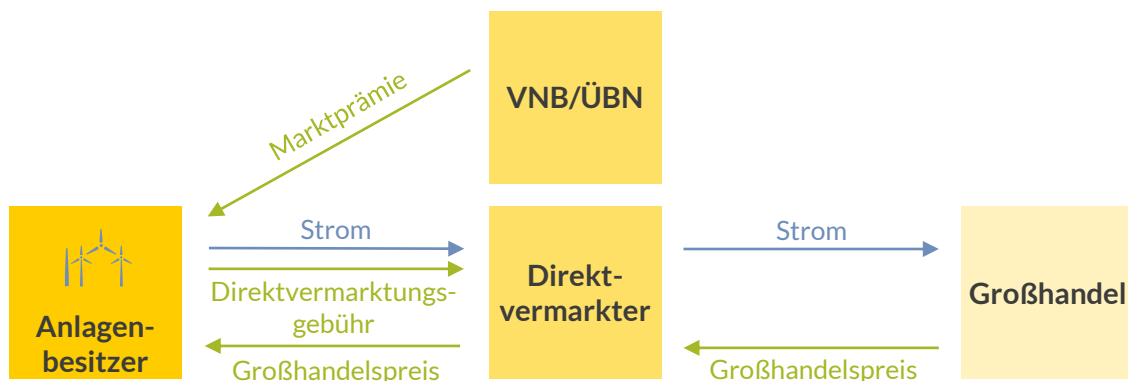 VNB/ÜBN
Marktprämie
Strom
Strom
Direktvermarktungs-
gebühr
Direkt-
vermarkter
Großhandel
Anlagen-
besitzer
Großhandelspreis
Großhandelspreis